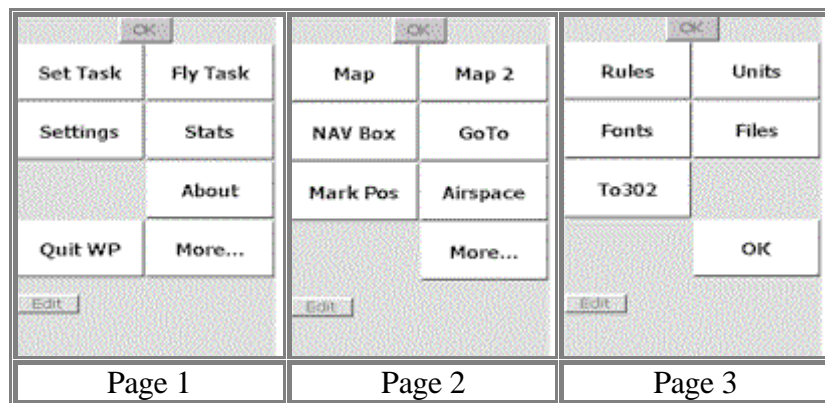 OK
Set Task Fly Task
Settings Stats
About
Quit WP More...
Edit
Page 1
OK
Map Map 2
NAV Box GoTo
Mark Pos Airspace
More...
Edit
Page 2
OK
Rules Units
Fonts Files
To302
OK
Edit
Page 3